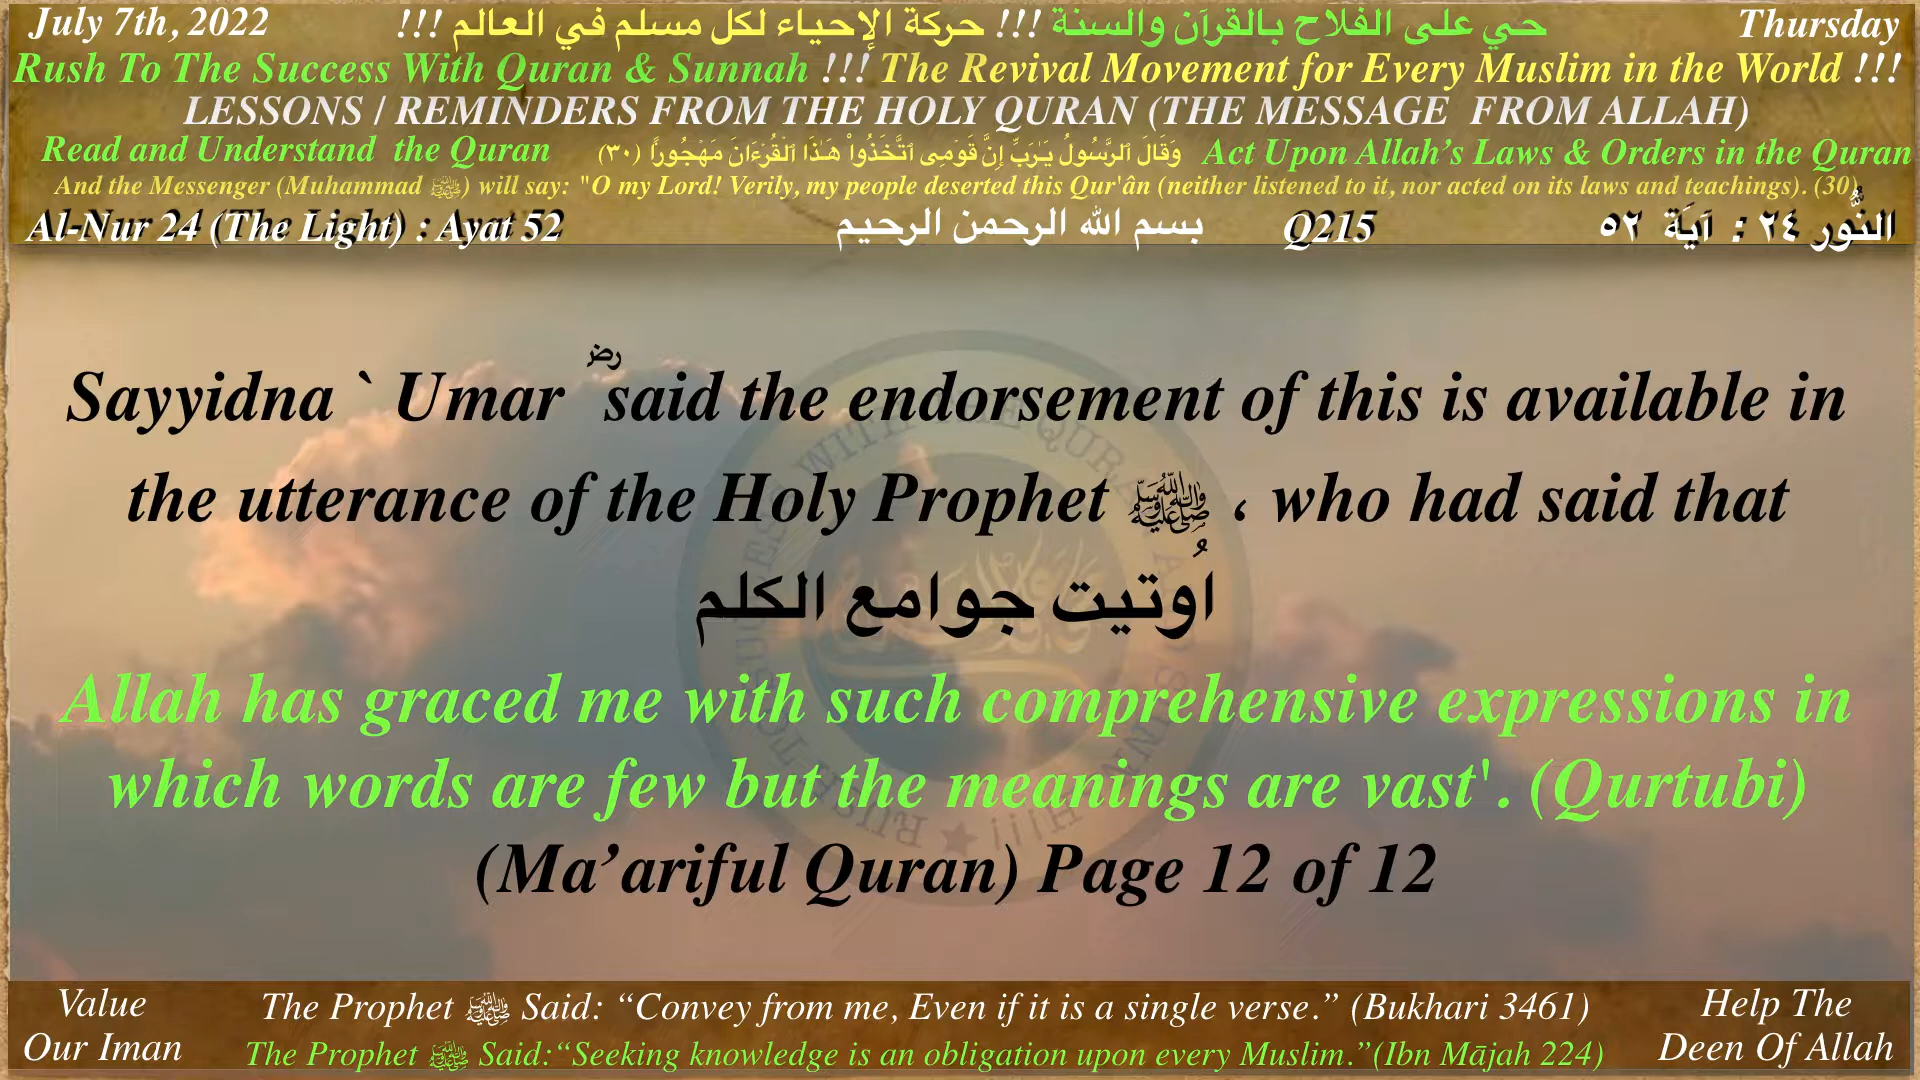 July 7th, 2022 !!! حي على الفلاح بالقرآن والسنة !!! حركة الإحياء لكل مسلم في العالم !!! Thursday
Rush To The Success With Quran & Sunnah !!! The Revival Movement for Every Muslim in the World !!!
LESSONS / REMINDERS FROM THE HOLY QURAN (THE MESSAGE FROM ALLAH)
Read and Understand the Quran وَقَالَ ٱلرَّسُولُ يَـٰرَبِّ إِنَّ قَوْمِى ٱتَّخَذُوا۟ هَـٰذَا ٱلْقُرْءَانَ مَهْجُورًا (٣٠) Act Upon Allah’s Laws & Orders in the Quran
And the Messenger (Muhammad ﷺ) will say: "O my Lord! Verily, my people deserted this Qur'ân (neither listened to it, nor acted on its laws and teachings). (30)
Al-Nur 24 (The Light) : Ayat 52 بسم الله الرحمن الرحيم Q215 النُّور ٢٤ : آيَة ٥٢
Sayyidna ` Umar ؓ said the endorsement of this is available in
the utterance of the Holy Prophet ﷺ ، who had said that
اُوتيت جوامع الكلم
Allah has graced me with such comprehensive expressions in
which words are few but the meanings are vast'. (Qurtubi)
(Ma’ariful Quran) Page 12 of 12
Value
Our Iman
The Prophet ﷺ Said: “Convey from me, Even if it is a single verse.” (Bukhari 3461)
The Prophet ﷺ Said:“Seeking knowledge is an obligation upon every Muslim.”(Ibn Mājah 224)
Help The
Deen Of Allah